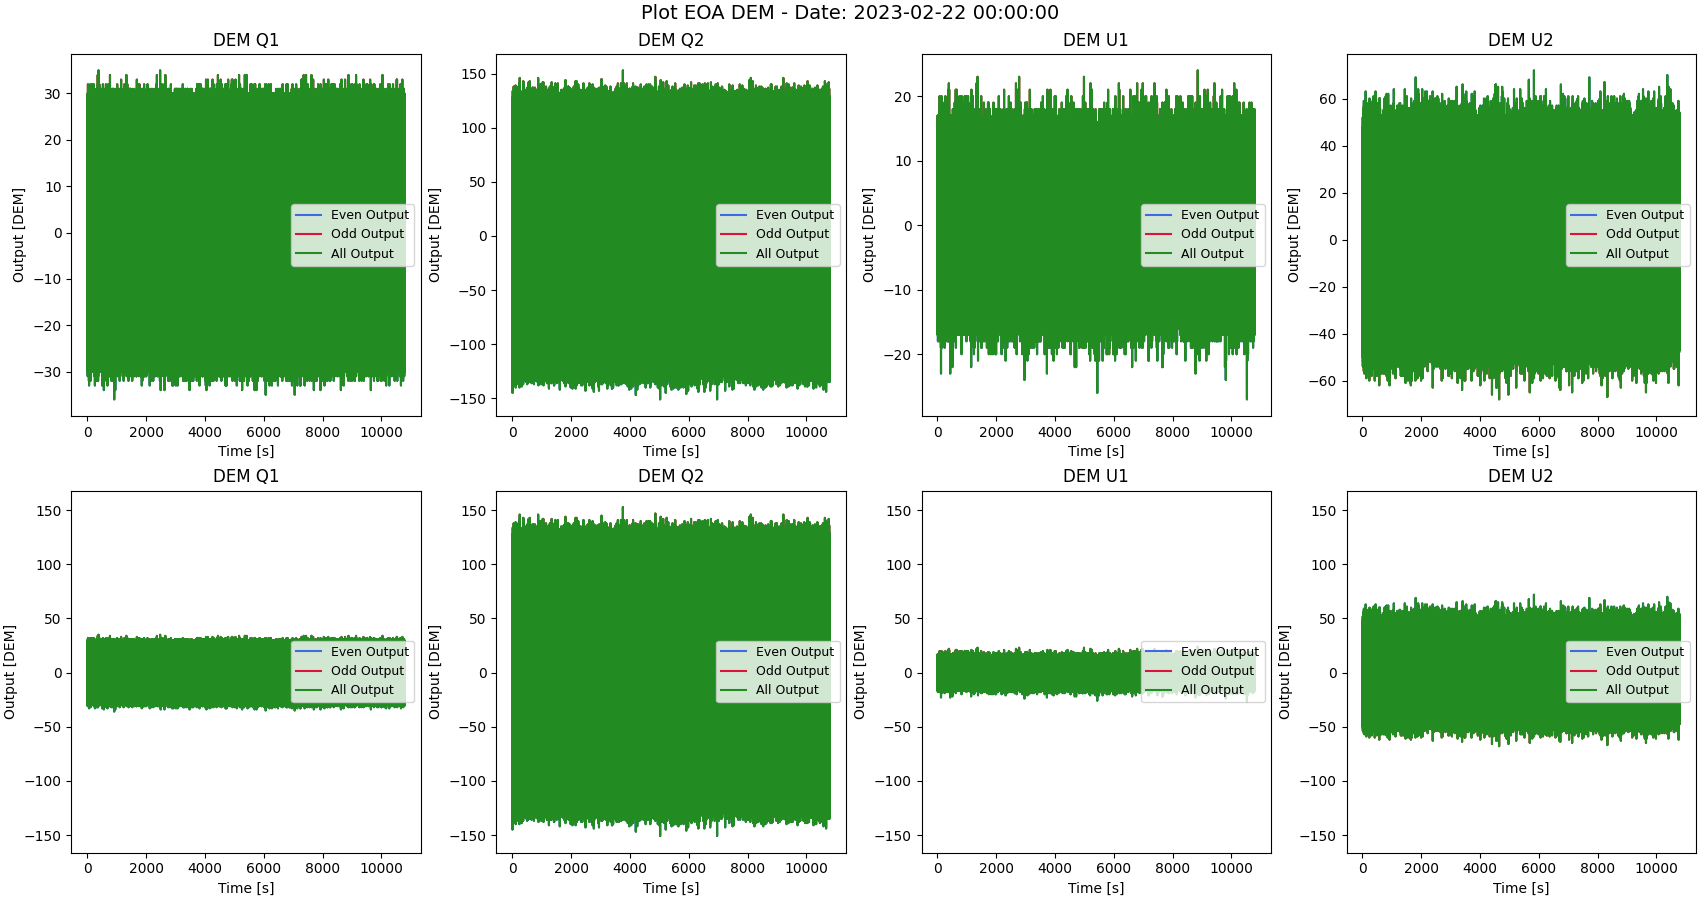 Plot EOA DEM - Date: 2023-02-22 00:00:00
DEM Q1
30
20
10
0
−10
−20
−30
Output [DEM]
0 2000 4000 6000 8000 10000
Time [s]
Even Output
Odd Output
All Output
DEM Q2
150
100
50
0
−50
−100
−150
Output [DEM]
0 2000 4000 6000 8000 10000
Time [s]
Even Output
Odd Output
All Output
DEM U1
20
10
0
−10
−20
Output [DEM]
0 2000 4000 6000 8000 10000
Time [s]
Even Output
Odd Output
All Output
DEM U2
60
40
20
0
−20
−40
−60
Output [DEM]
0 2000 4000 6000 8000 10000
Time [s]
Even Output
Odd Output
All Output
DEM Q1
150
100
50
0
−50
−100
−150
Output [DEM]
0 2000 4000 6000 8000 10000
Time [s]
Even Output
Odd Output
All Output
DEM Q2
150
100
50
0
−50
−100
−150
Output [DEM]
0 2000 4000 6000 8000 10000
Time [s]
Even Output
Odd Output
All Output
DEM U1
150
100
50
0
−50
−100
−150
Output [DEM]
0 2000 4000 6000 8000 10000
Time [s]
Even Output
Odd Output
All Output
DEM U2
150
100
50
0
−50
−100
−150
Output [DEM]
0 2000 4000 6000 8000 10000
Time [s]
Even Output
Odd Output
All Output